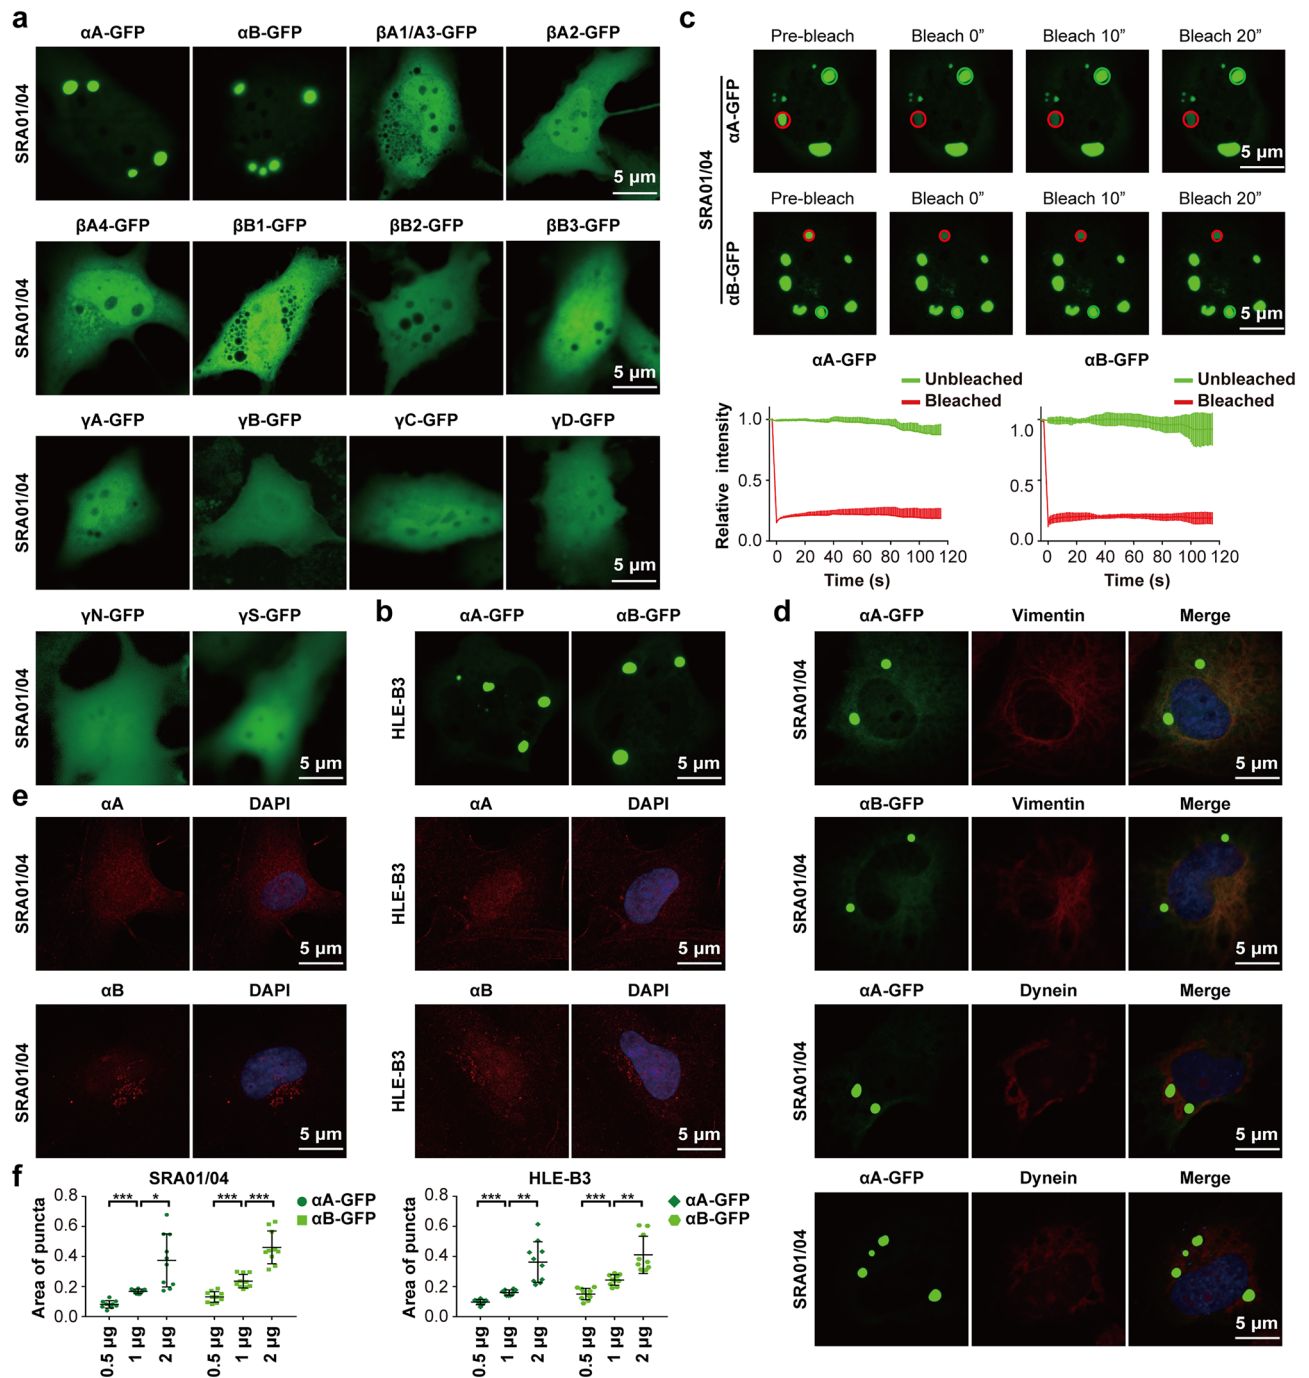 a
αA-GFP αB-GFP βA1/A3-GFP βA2-GFP
SRA01/04
5 µm
βA4-GFP βB1-GFP βB2-GFP βB3-GFP
SRA01/04
5 µm
γA-GFP γB-GFP γC-GFP γD-GFP
SRA01/04
5 µm
γN-GFP γS-GFP
SRA01/04
5 µm
b
αA-GFP αB-GFP
HLE-B3
5 µm
c
Pre-bleach Bleach 0” Bleach 10” Bleach 20”
SRA01/04
αA-GFP
5 µm
Pre-bleach Bleach 0” Bleach 10” Bleach 20”
αB-GFP
5 µm
αA-GFP
Unbleached
Bleached
Relative intensity
1.0
0.5
0.0
0 20 40 60 80 100 120
Time (s)
αB-GFP
Unbleached
Bleached
1.0
0.5
0.0
0 20 40 60 80 100 120
Time (s)
d
αA-GFP Vimentin Merge
SRA01/04
5 µm
αB-GFP Vimentin Merge
SRA01/04
5 µm
αA-GFP Dynein Merge
SRA01/04
5 µm
αA-GFP Dynein Merge
SRA01/04
5 µm
e
αA DAPI
SRA01/04
5 µm
αA DAPI
HLE-B3
5 µm
αB DAPI
SRA01/04
5 µm
αB DAPI
HLE-B3
5 µm
f
SRA01/04
αA-GFP
αB-GFP
*** * *** ***
Area of puncta
0.8
0.6
0.4
0.2
0.0
0.5 µg 1 µg 2 µg 0.5 µg 1 µg 2 µg
HLE-B3
αA-GFP
αB-GFP
*** ** *** **
Area of puncta
0.8
0.6
0.4
0.2
0.0
0.5 µg 1 µg 2 µg 0.5 µg 1 µg 2 µg